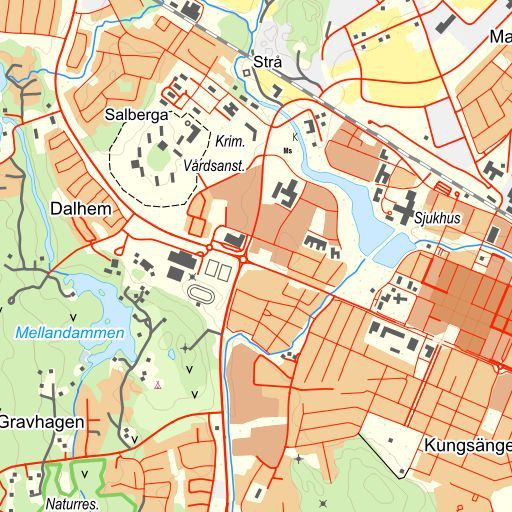 Ma
Strå
Salberga
K
Krim.
Ms
Vårdsanst.
Dalhem
Sjukhus
Mellandammen
Gravhagen
Kungsänge
Naturres.